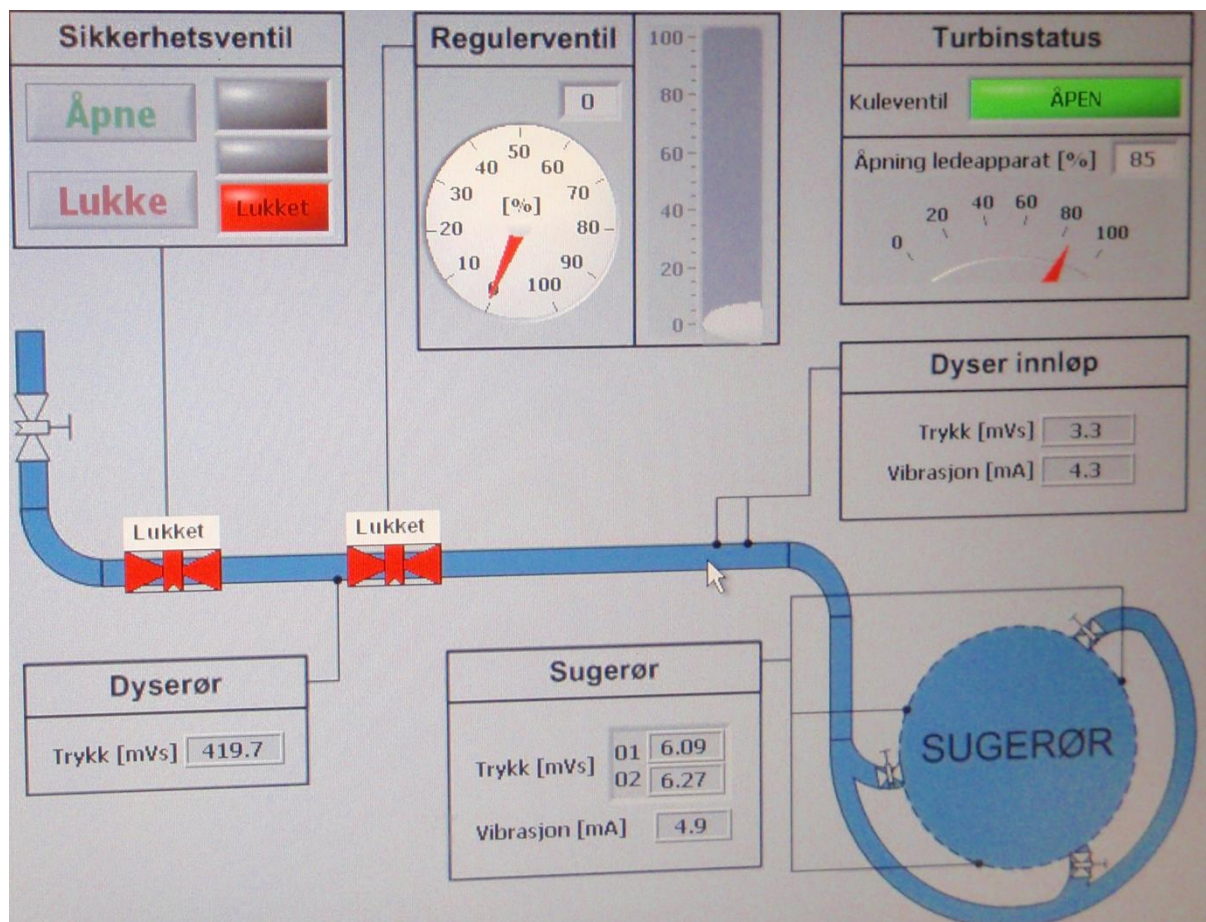 Sikkerhetsventil
Åpne
Lukke
Lukket
Regulerventil
0
50
40 60
30 70
[%]
20 80
10 90
0 100
100
80
60
40
20
0
Turbinstatus
Kuleventil ÅPEN
Åpning ledeapparat [%] 85
0 20 40 60 80 100
Dyser innløp
Trykk [mVs] 3.3
Vibrasjon [mA] 4.3
Lukket
Lukket
Dyserør
Trykk [mVs] 419.7
Sugerør
Trykk [mVs] 01 6.09
02 6.27
Vibrasjon [mA] 4.9
SUGERØR